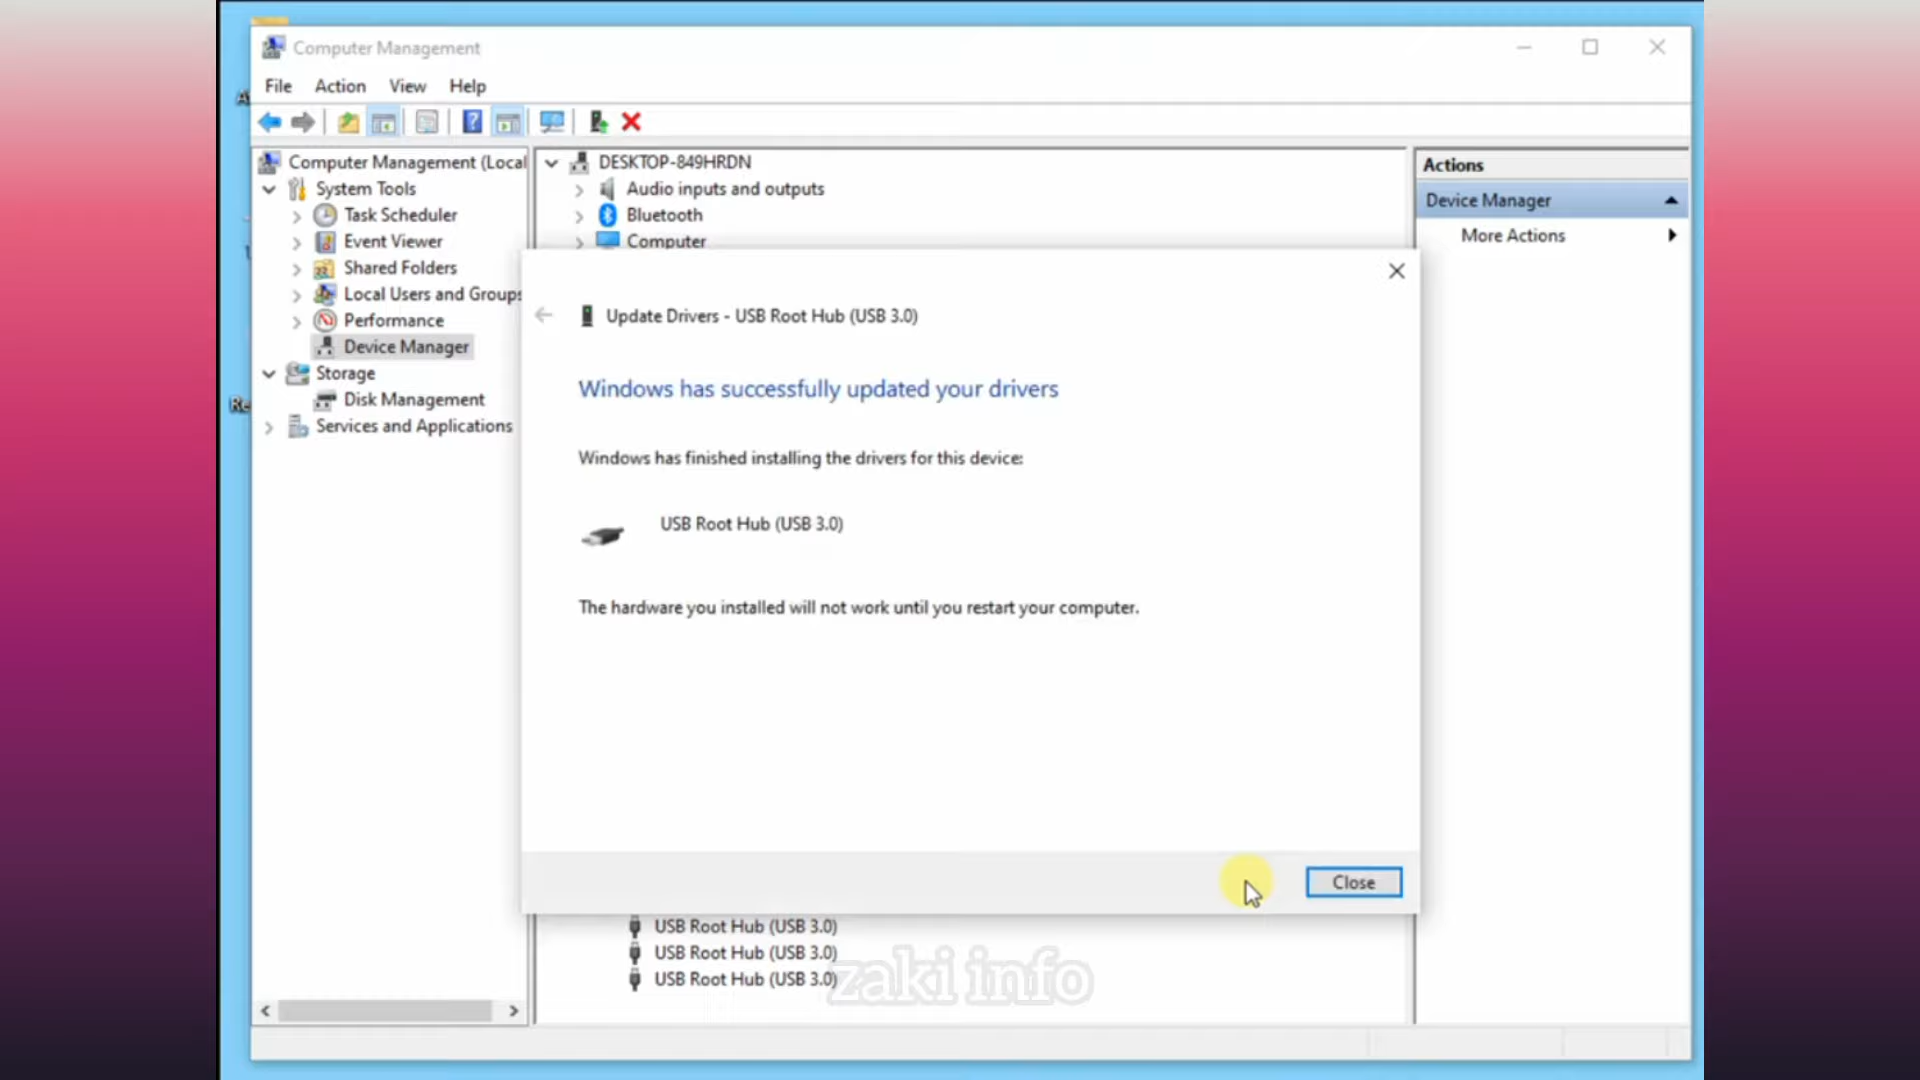 Computer Management
File Action View Help
Computer Management (Local
System Tools
Task Scheduler
Event Viewer
Shared Folders
Local Users and Groups
Performance
Device Manager
Storage
Disk Management
Services and Applications
DESKTOP-849HRDN
Audio inputs and outputs
Bluetooth
Computer
Actions
Device Manager
More Actions
Update Drivers - USB Root Hub (USB 3.0)
Windows has successfully updated your drivers
Windows has finished installing the drivers for this device:
USB Root Hub (USB 3.0)
The hardware you installed will not work until you restart your computer.
Close
USB Root Hub (USB 3.0)
USB Root Hub (USB 3.0)
USB Root Hub (USB 3.0)
zaki info